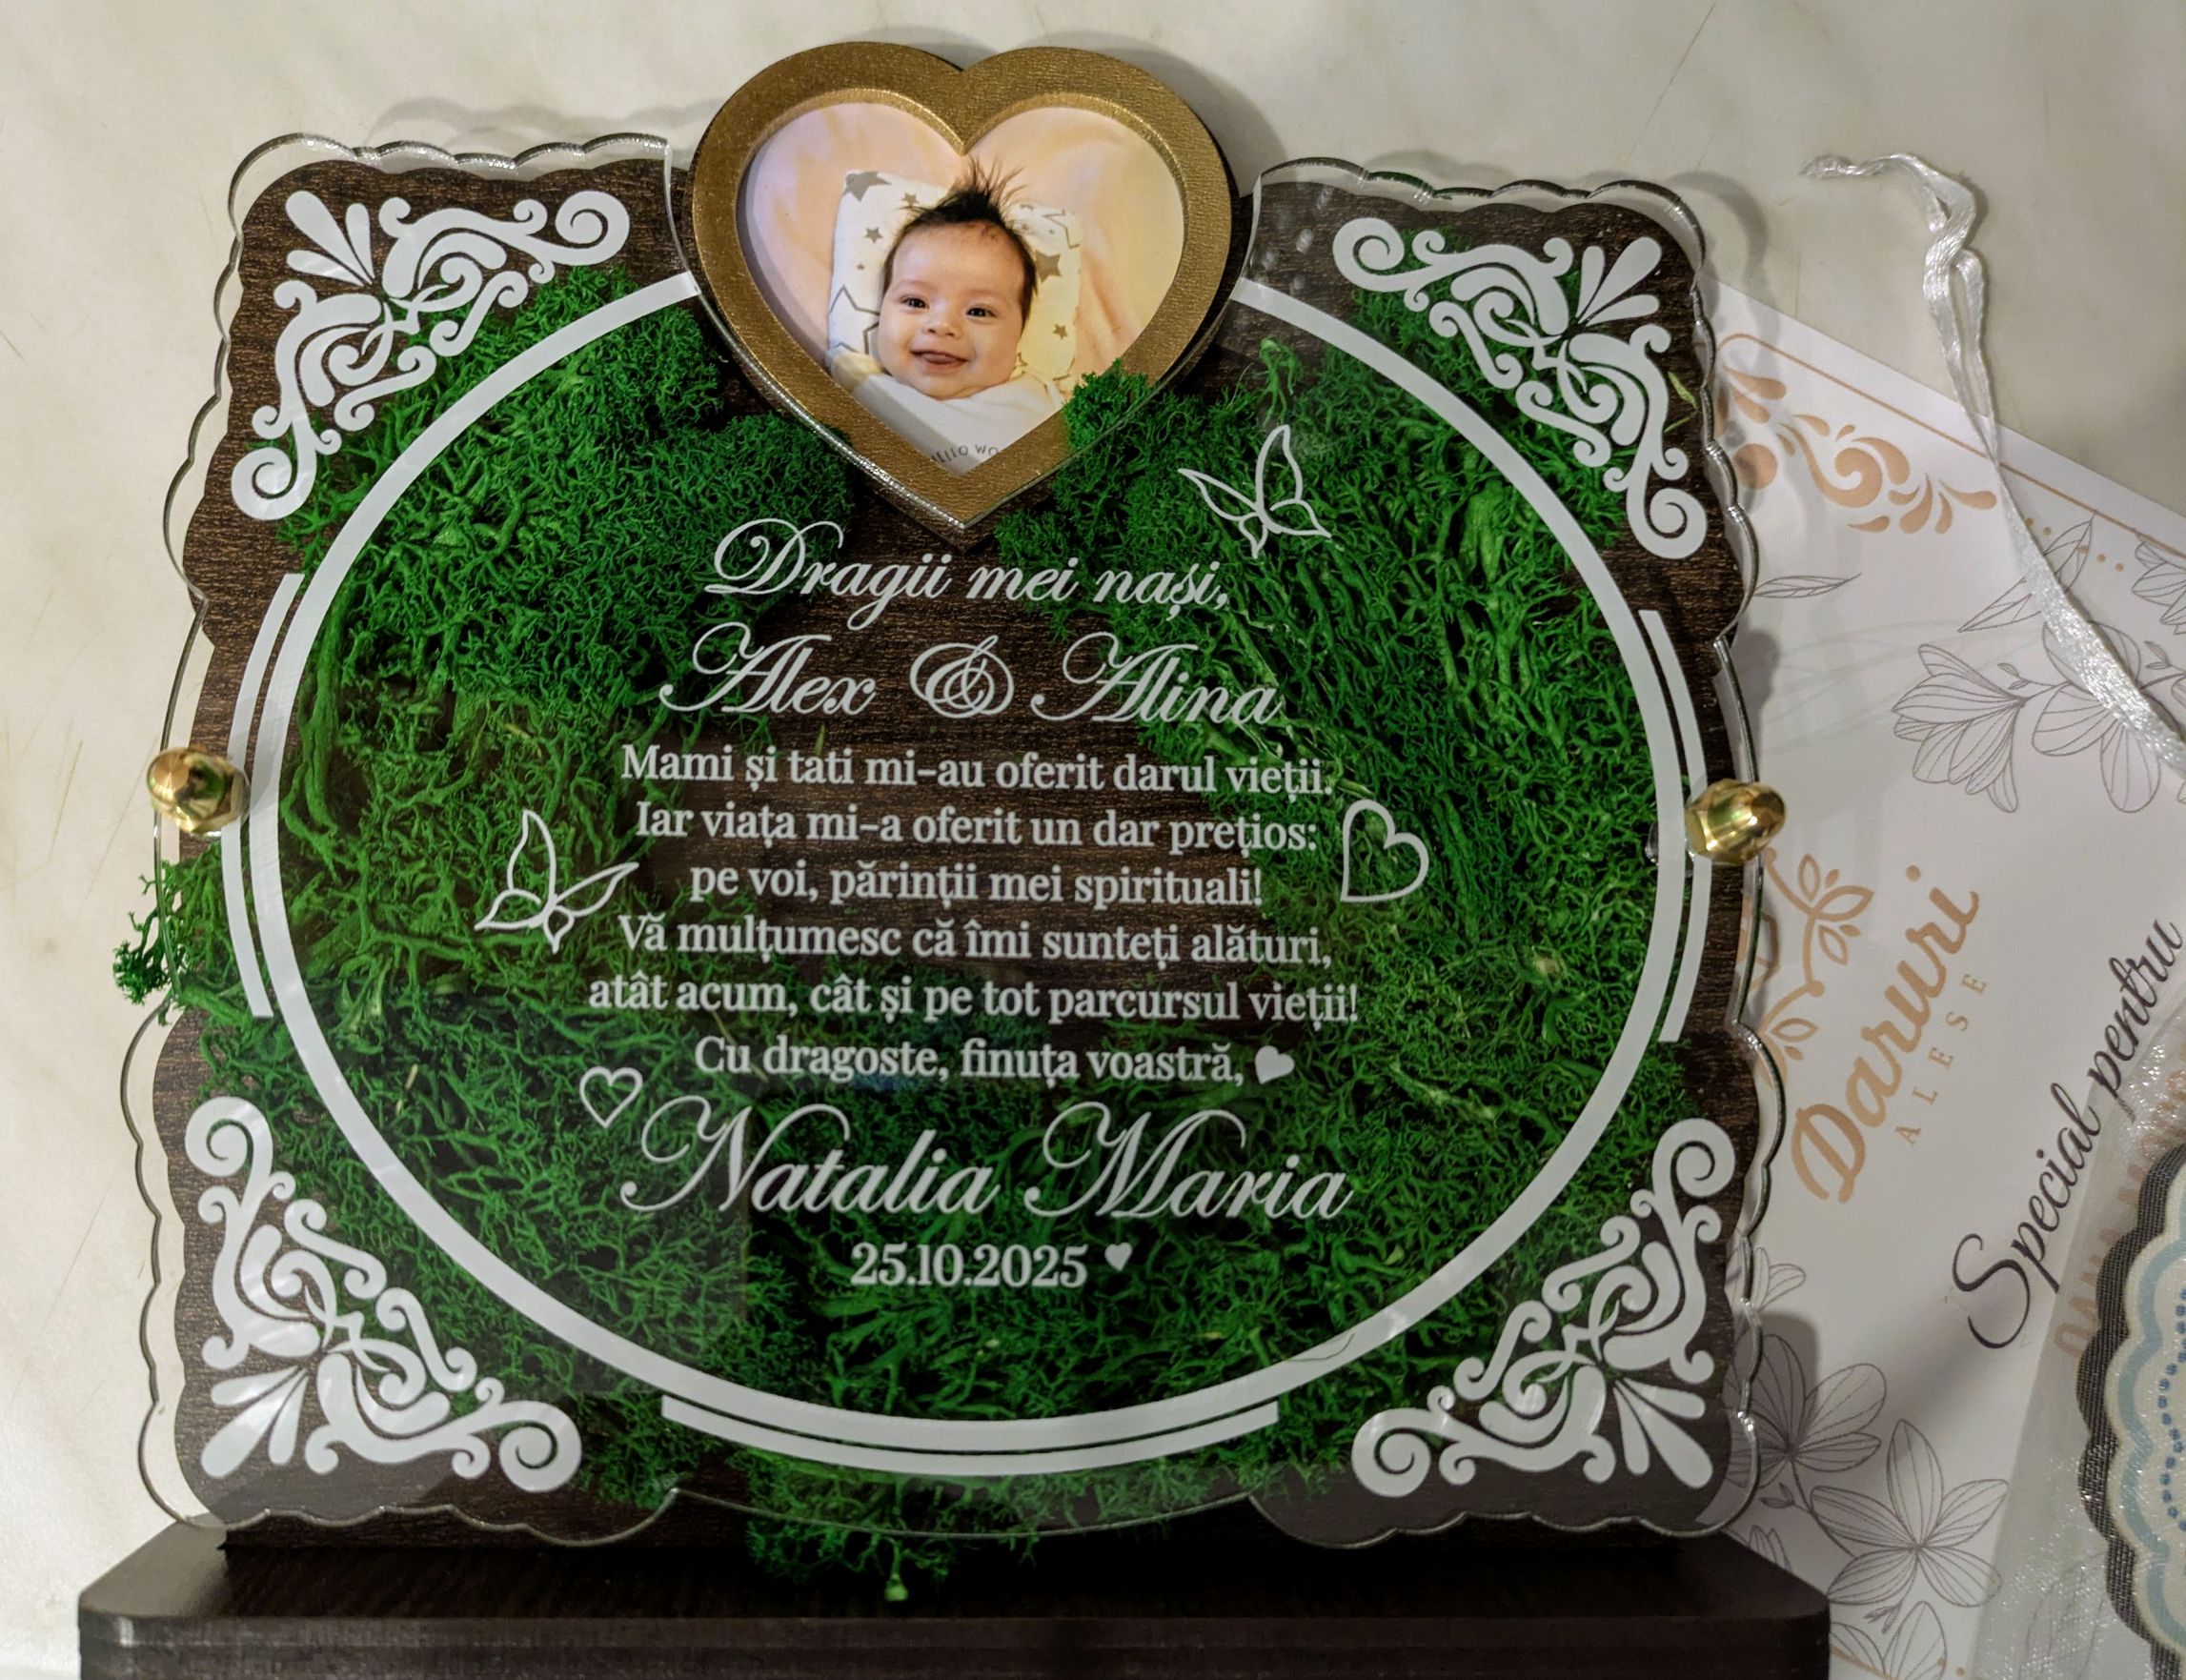 HELLO WO
Dragii mei nași,
Alex & Alina
Mami și tati mi-au oferit darul vieții.
Iar viața mi-a oferit un dar prețios:
pe voi, părinții mei spirituali!
Vă mulțumesc că îmi sunteți alături,
atât acum, cât și pe tot parcursul vieții!
Cu dragoste, finuța voastră,
Natalia Maria
25.10.2025
Daruri
ALESE
Special pentru